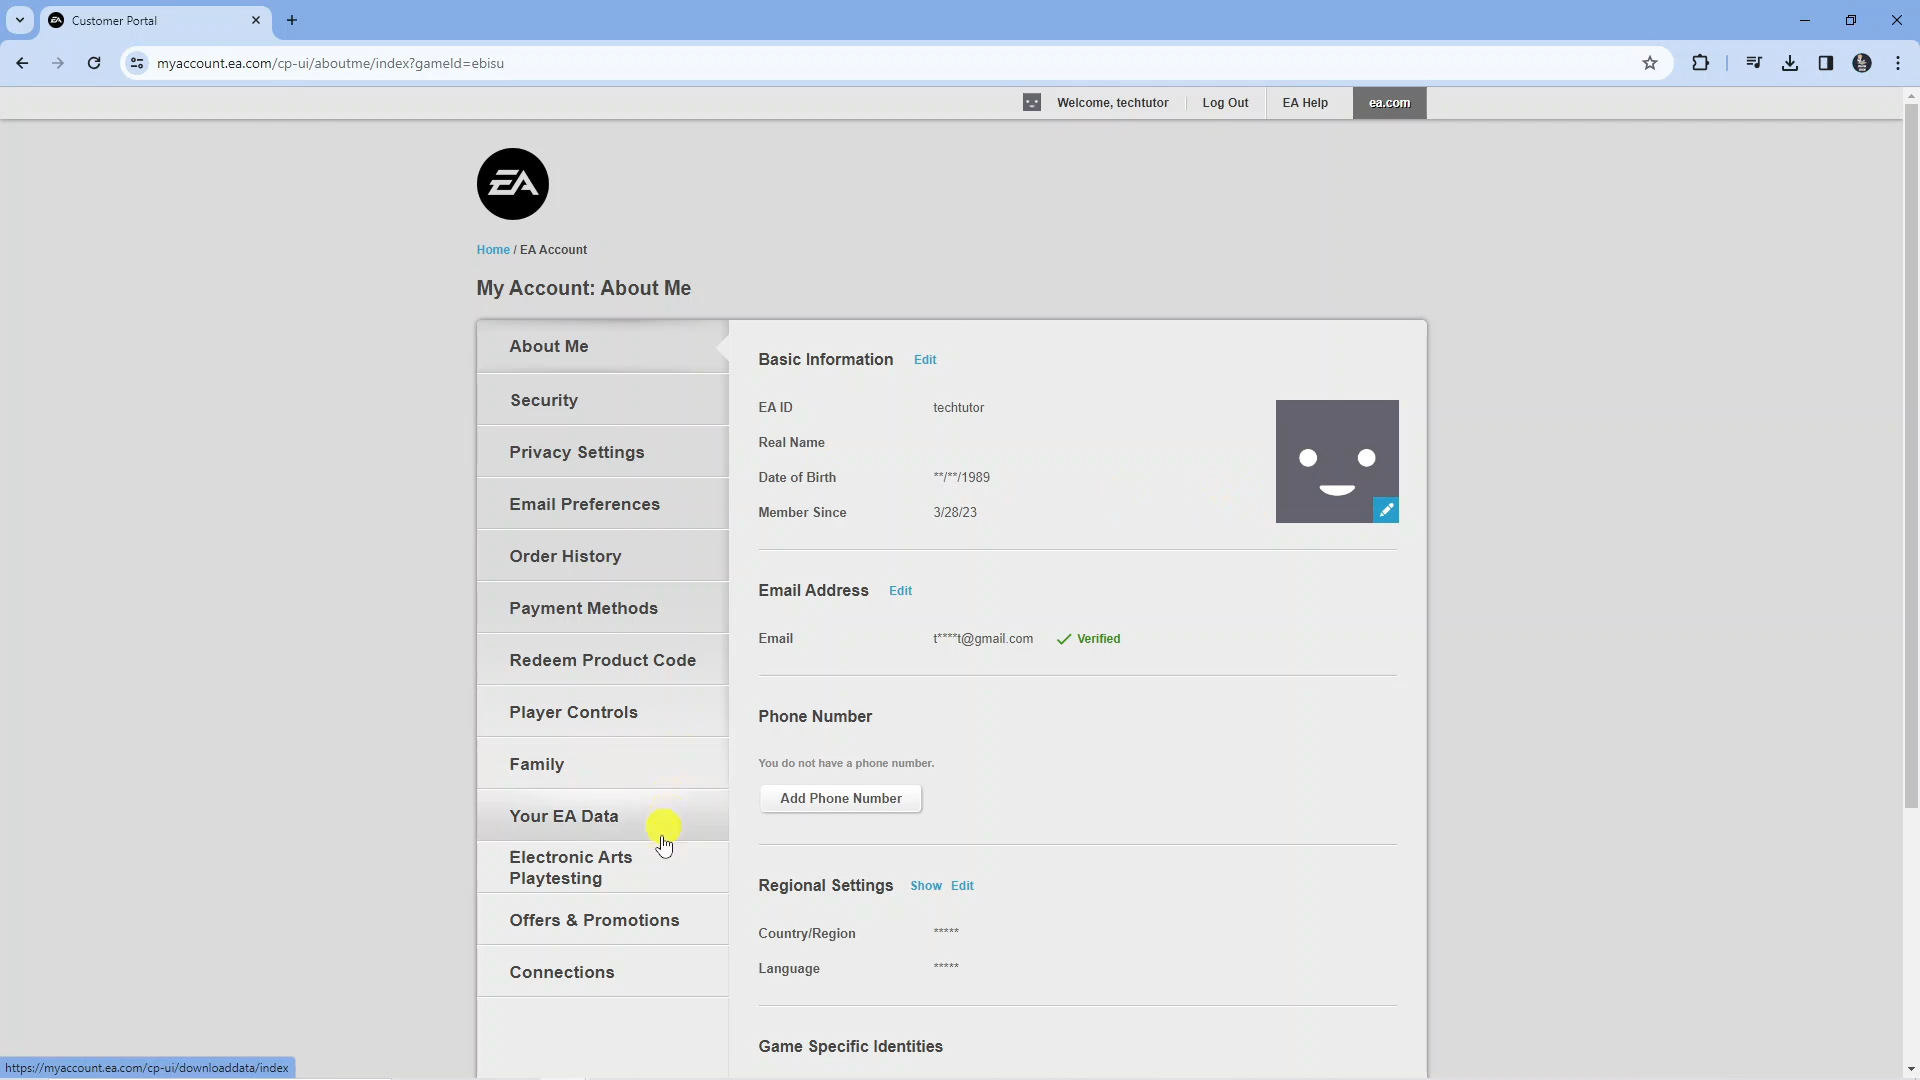 Customer Portal
myaccount.ea.com/cp-ui/aboutme/index?gameId=ebisu
Welcome, techtutor
Log Out
EA Help
ea.com
EA
Home / EA Account
My Account: About Me
About Me
Security
Privacy Settings
Email Preferences
Order History
Payment Methods
Redeem Product Code
Player Controls
Family
Your EA Data
Electronic Arts
Playtesting
Offers & Promotions
Connections
Basic Information Edit
EA ID techtutor
Real Name
Date of Birth **/**/1989
Member Since 3/28/23
Email Address Edit
Email t****t@gmail.com Verified
Phone Number
You do not have a phone number.
Add Phone Number
Regional Settings Show Edit
Country/Region *****
Language *****
Game Specific Identities
https://myaccount.ea.com/cp-ui/downloaddata/index